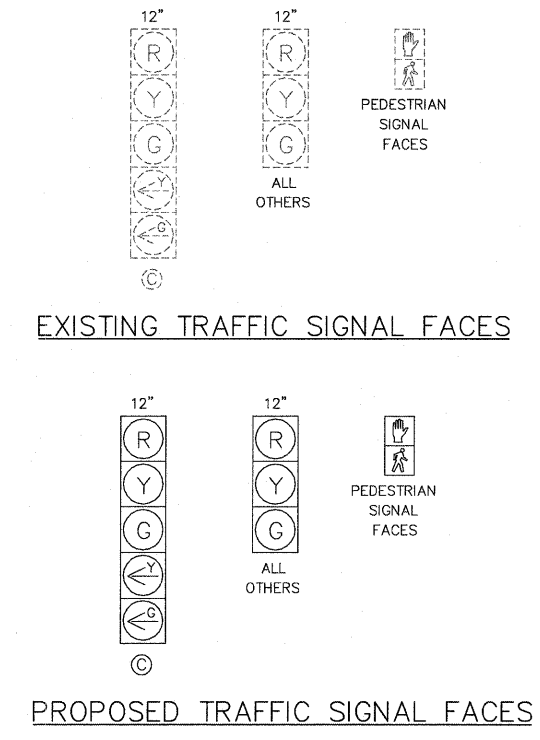 12" 12"
R R
Y Y
G G
Y
G
C
ALL
OTHERS
PEDESTRIAN
SIGNAL
FACES
EXISTING TRAFFIC SIGNAL FACES
12" 12"
R R
Y Y
G G
Y
G
C
ALL
OTHERS
PEDESTRIAN
SIGNAL
FACES
PROPOSED TRAFFIC SIGNAL FACES